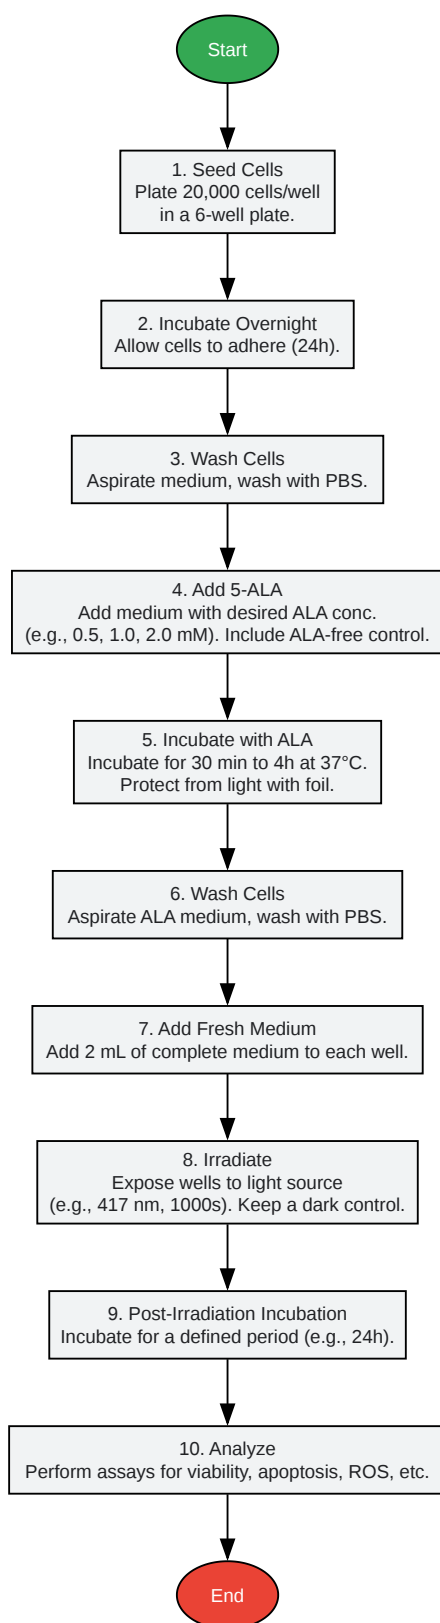 Start
1. Seed Cells
Plate 20,000 cells/well
in a 6-well plate.
2. Incubate Overnight
Allow cells to adhere (24h).
3. Wash Cells
Aspirate medium, wash with PBS.
4. Add 5-ALA
Add medium with desired ALA conc.
(e.g., 0.5, 1.0, 2.0 mM). Include ALA-free control.
5. Incubate with ALA
Incubate for 30 min to 4h at 37°C.
Protect from light with foil.
6. Wash Cells
Aspirate ALA medium, wash with PBS.
7. Add Fresh Medium
Add 2 mL of complete medium to each well.
8. Irradiate
Expose wells to light source
(e.g., 417 nm, 1000s). Keep a dark control.
9. Post-Irradiation Incubation
Incubate for a defined period (e.g., 24h).
10. Analyze
Perform assays for viability, apoptosis, ROS, etc.
End